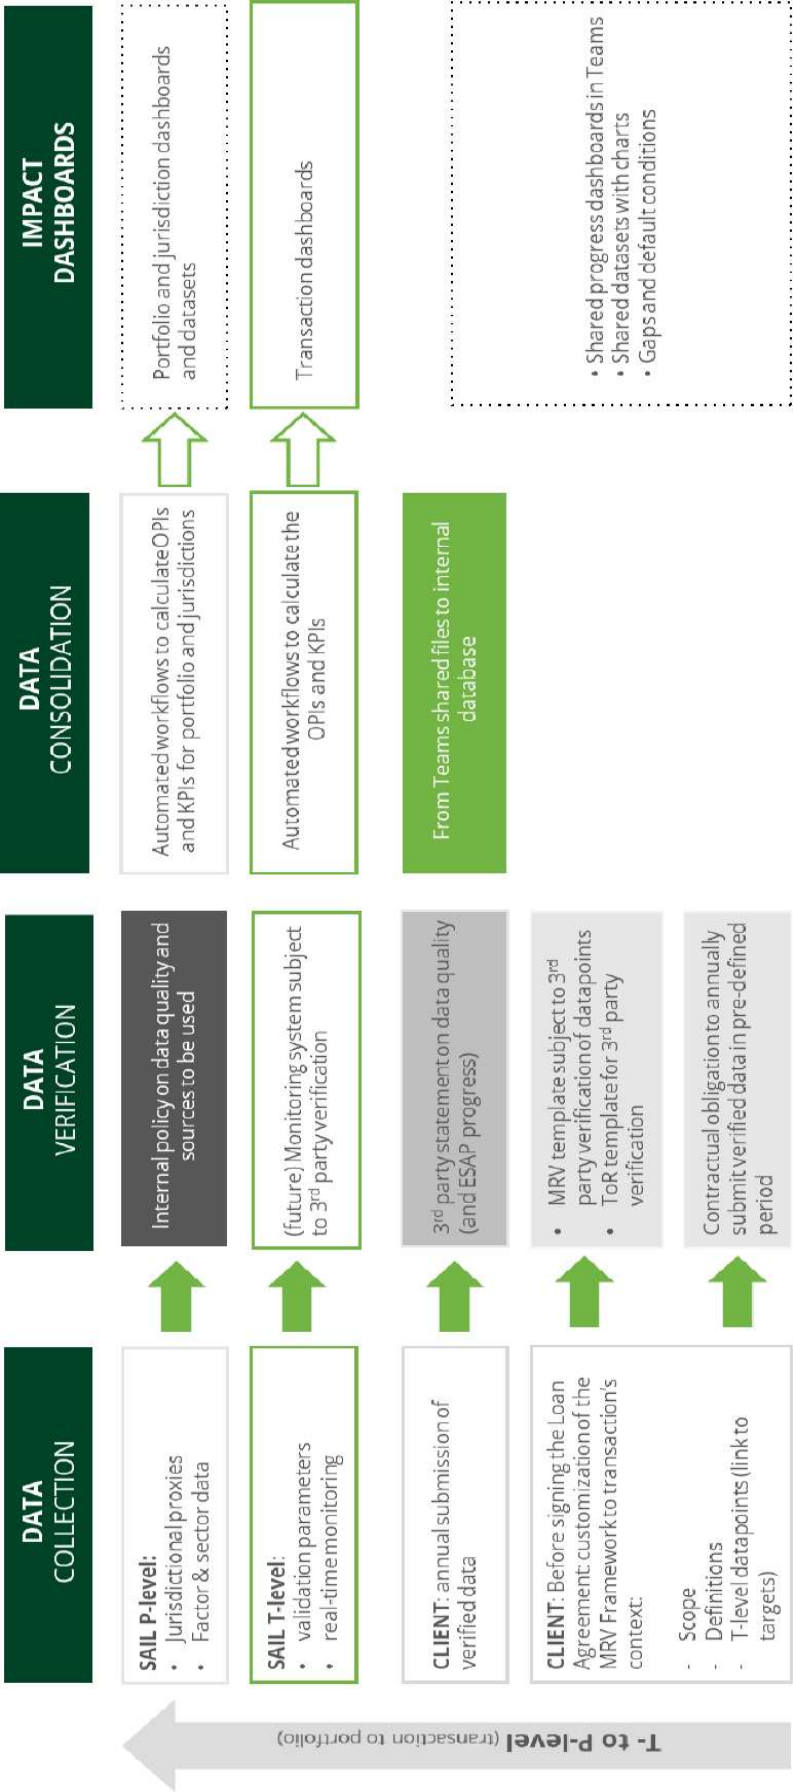 DATA
COLLECTION
DATA
VERIFICATION
DATA
CONSOLIDATION
IMPACT
DASHBOARDS
SAIL P-level:
• Jurisdictional proxies
• Factor & sector data
Internal policy on data quality and
sources to be used
Automated workflows to calculate OPIs
and KPIs for portfolio and jurisdictions
Portfolio and jurisdiction dashboards
and datasets
SAIL T-level:
• validation parameters
• real-time monitoring
(future) Monitoring system subject
to 3rd party verification
Automated workflows to calculate the
OPIs and KPIs
Transaction dashboards
CLIENT: annual submission of
verified data
3rd party statement on data quality
(and ESAP progress)
From Teams shared files to internal
database
CLIENT: Before signing the Loan
Agreement: customization of the
MRV Framework to transaction's
context:
- Scope
- Definitions
- T-level datapoints (link to
targets)
• MRV template subject to 3rd
party verification of datapoints
• ToR template for 3rd party
verification
Contractual obligation to annually
submit verified data in pre-defined
period
• Shared progress dashboards in Teams
• Shared datasets with charts
• Gaps and default conditions
T- to P-level (transaction to portfolio)